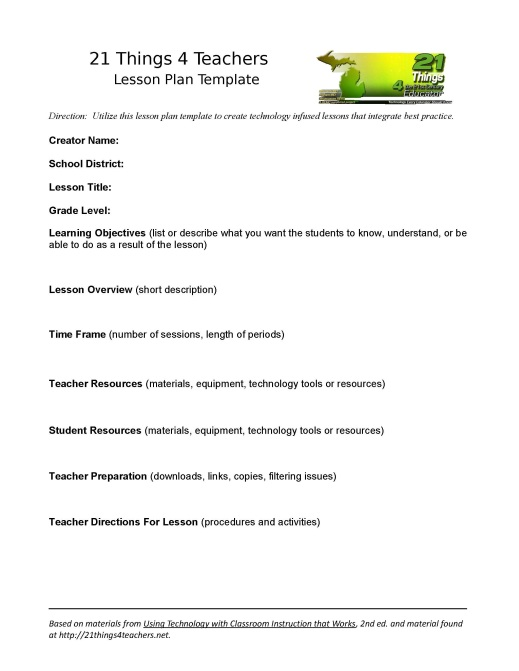 21 Things 4 Teachers
Lesson Plan Template
21
Things
4
Educator
Direction:  Utilize this lesson plan template to create technology infused lessons that integrate best practice.
Creator Name:
School District:
Lesson Title:
Grade Level:
Learning Objectives (list or describe what you want the students to know, understand, or be
able to do as a result of the lesson)
Lesson Overview (short description)
Time Frame (number of sessions, length of periods)
Teacher Resources (materials, equipment, technology tools or resources)
Student Resources (materials, equipment, technology tools or resources)
Teacher Preparation (downloads, links, copies, filtering issues)
Teacher Directions For Lesson (procedures and activities)
Based on materials from Using Technology with Classroom Instruction that Works, 2nd ed. and material found
at http://21things4teachers.net.